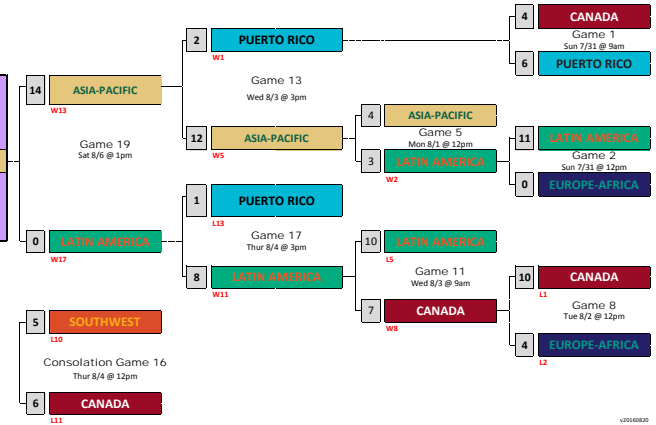 4 CANADA
Game 1
Sun 7/31 @ 9am
6 PUERTO RICO
2 PUERTO RICO
W1
Game 13
Wed 8/3 @ 3pm
12 ASIA-PACIFIC
W5
14 ASIA-PACIFIC
W13
Game 19
Sat 8/6 @ 1pm
0 LATIN AMERICA
W17
4 ASIA-PACIFIC
Game 5
Mon 8/1 @ 12pm
3 LATIN AMERICA
W2
11 LATIN AMERICA
Game 2
Sun 7/31 @ 12pm
0 EUROPE-AFRICA
1 PUERTO RICO
L13
Game 17
Thur 8/4 @ 3pm
8 LATIN AMERICA
W11
10 LATIN AMERICA
L5
Game 11
Wed 8/3 @ 9am
7 CANADA
W8
10 CANADA
L1
Game 8
Tue 8/2 @ 12pm
4 EUROPE-AFRICA
L2
5 SOUTHWEST
L10
Consolation Game 16
Thur 8/4 @ 12pm
6 CANADA
L11
v20160820